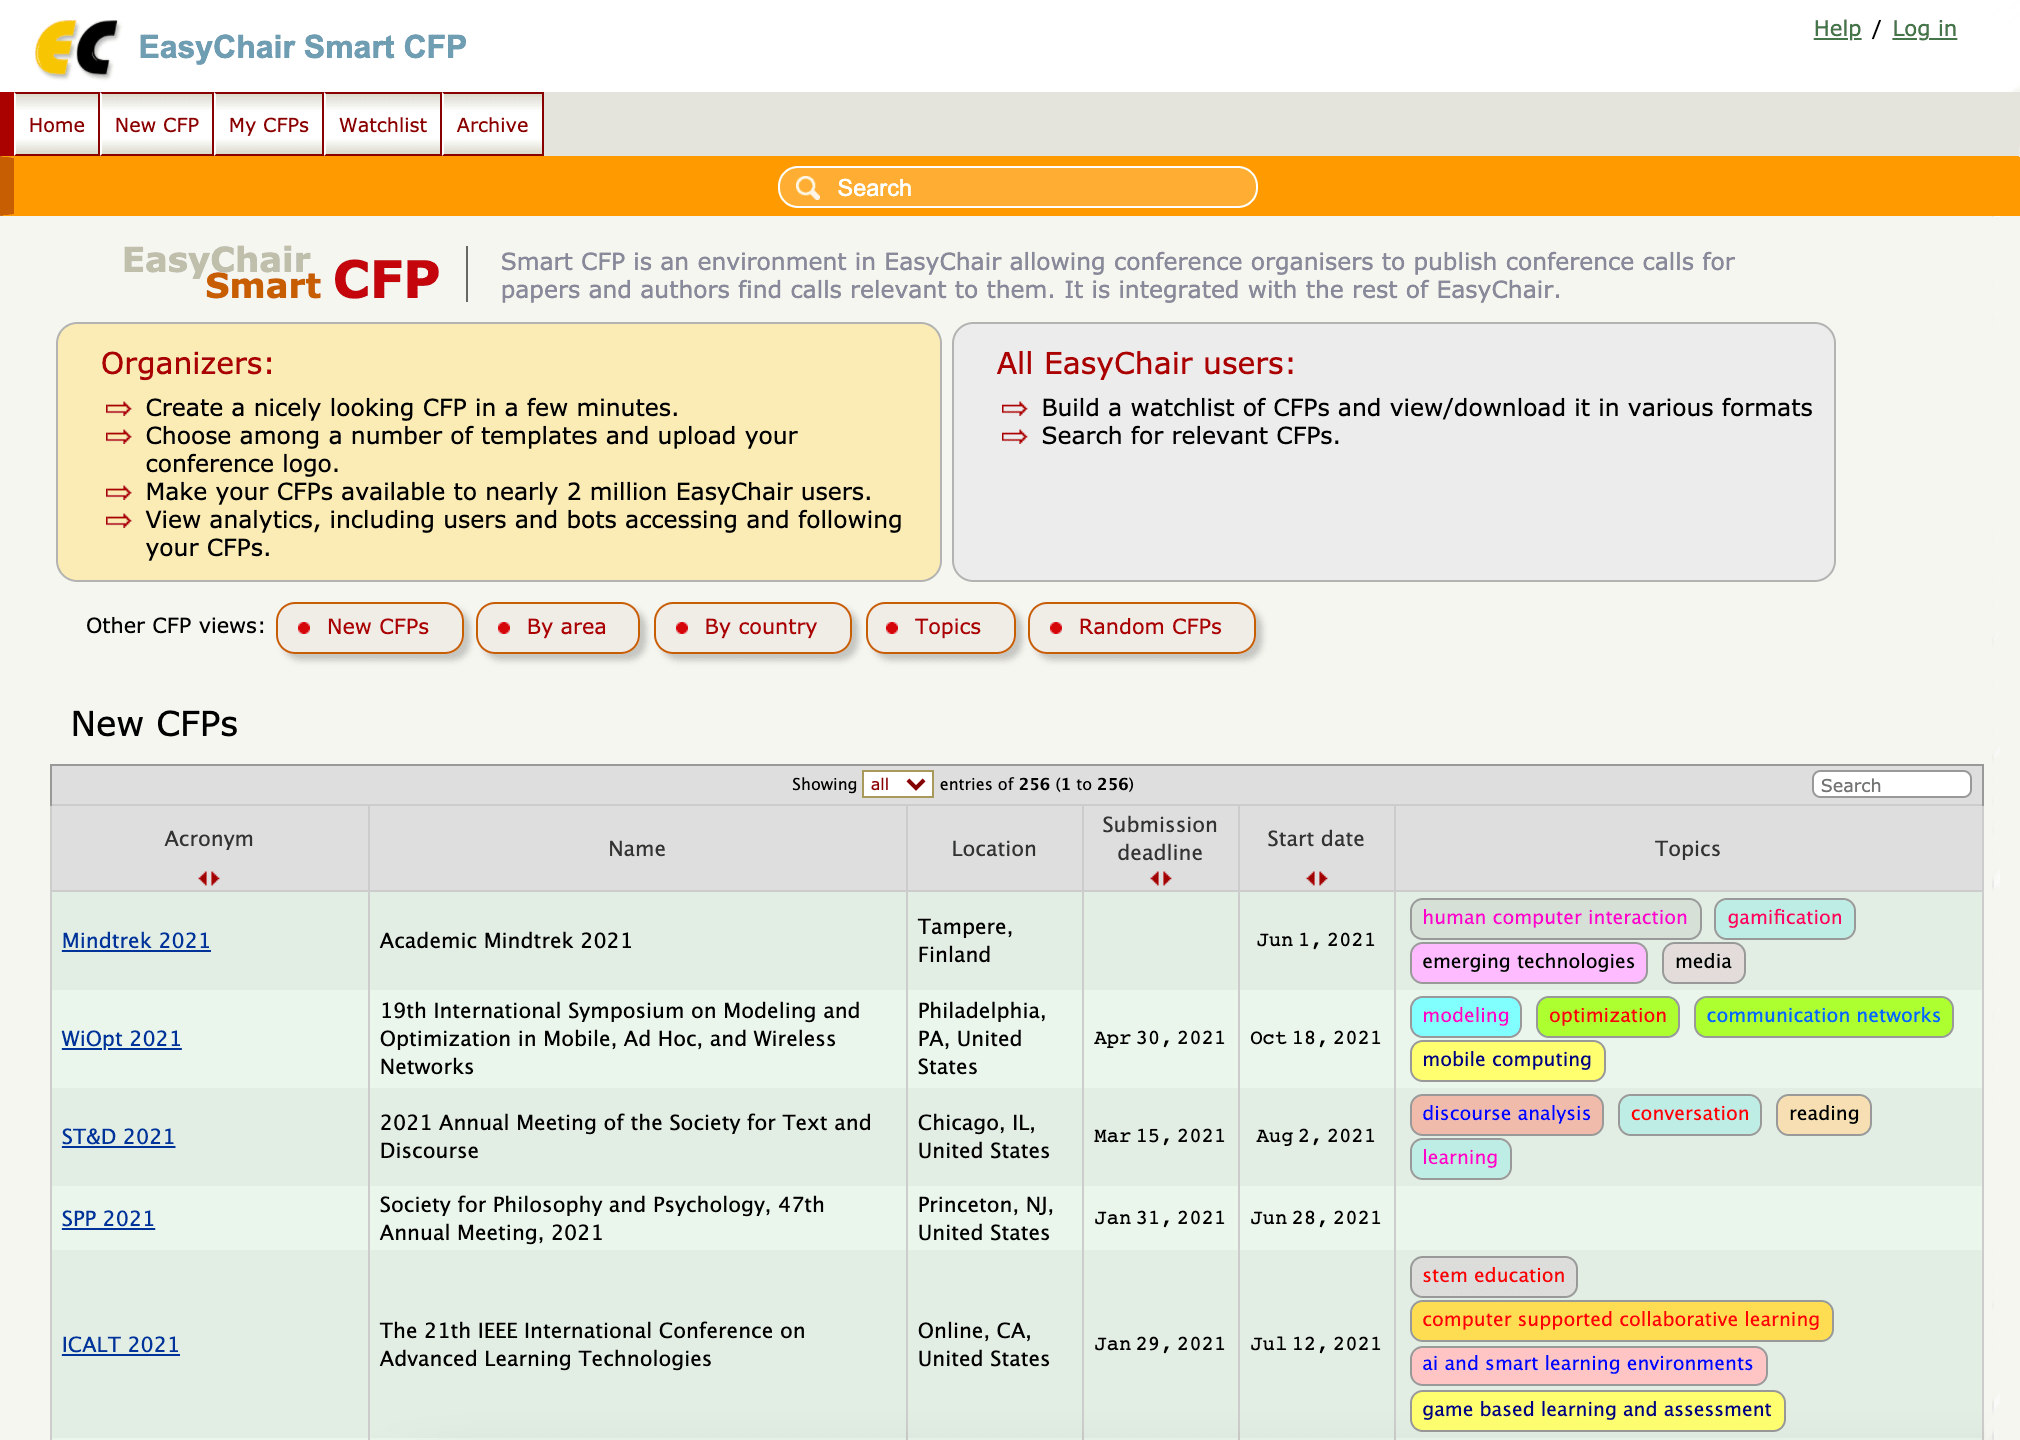 EC EasyChair Smart CFP
Help / Log in
Home New CFP My CFPs Watchlist Archive
Search
EasyChair
Smart CFP
Smart CFP is an environment in EasyChair allowing conference organisers to publish conference calls for
papers and authors find calls relevant to them. It is integrated with the rest of EasyChair.
Organizers:
⇨ Create a nicely looking CFP in a few minutes.
⇨ Choose among a number of templates and upload your
conference logo.
⇨ Make your CFPs available to nearly 2 million EasyChair users.
⇨ View analytics, including users and bots accessing and following
your CFPs.
All EasyChair users:
⇨ Build a watchlist of CFPs and view/download it in various formats
⇨ Search for relevant CFPs.
Other CFP views: • New CFPs • By area • By country • Topics • Random CFPs
New CFPs
Showing all entries of 256 (1 to 256)
Search
Acronym
Name
Location
Submission
deadline
Start date
Topics
Mindtrek 2021
Academic Mindtrek 2021
Tampere,
Finland
Jun 1, 2021
human computer interaction gamification
emerging technologies media
WiOpt 2021
19th International Symposium on Modeling and
Optimization in Mobile, Ad Hoc, and Wireless
Networks
Philadelphia,
PA, United
States
Apr 30, 2021
Oct 18, 2021
modeling optimization communication networks
mobile computing
ST&D 2021
2021 Annual Meeting of the Society for Text and
Discourse
Chicago, IL,
United States
Mar 15, 2021
Aug 2, 2021
discourse analysis conversation reading
learning
SPP 2021
Society for Philosophy and Psychology, 47th
Annual Meeting, 2021
Princeton, NJ,
United States
Jan 31, 2021
Jun 28, 2021
ICALT 2021
The 21th IEEE International Conference on
Advanced Learning Technologies
Online, CA,
United States
Jan 29, 2021
Jul 12, 2021
stem education
computer supported collaborative learning
ai and smart learning environments
game based learning and assessment